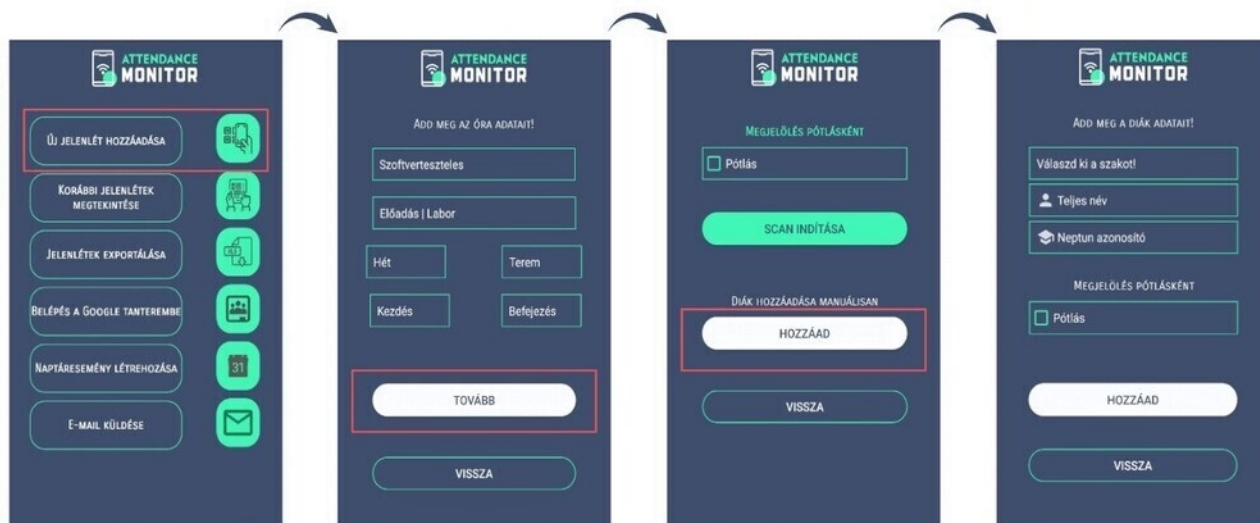 ATTENDANCE
MONITOR
ÚJ JELENLÉT HOZZÁADÁSA
KORÁBBI JELENLÉTEK
MEGTEKINTÉSE
JELENLÉTEK EXPORTÁLÁSA
BELÉPÉS A GOOGLE TANTEREMBE
NAPTÁRESEMÉNY LÉTREHOZÁSA
31
E-MAIL KÜLDÉSE
ATTENDANCE
MONITOR
ADD MEG AZ ÓRA ADATAIT!
Szoftverteszteles
Előadás | Labor
Hét
Terem
Kezdés
Befejezés
TOVÁBB
VISSZA
ATTENDANCE
MONITOR
MEGJELÖLÉS PÓTLÁSKÉNT
Pótlás
SCAN INDÍTÁSA
DIÁK HOZZÁADÁSA MANUÁLISAN
HOZZÁAD
VISSZA
ATTENDANCE
MONITOR
ADD MEG A DIÁK ADATAIT!
Válaszd ki a szakot!
Teljes név
Neptun azonosító
MEGJELÖLÉS PÓTLÁSKÉNT
Pótlás
HOZZÁAD
VISSZA